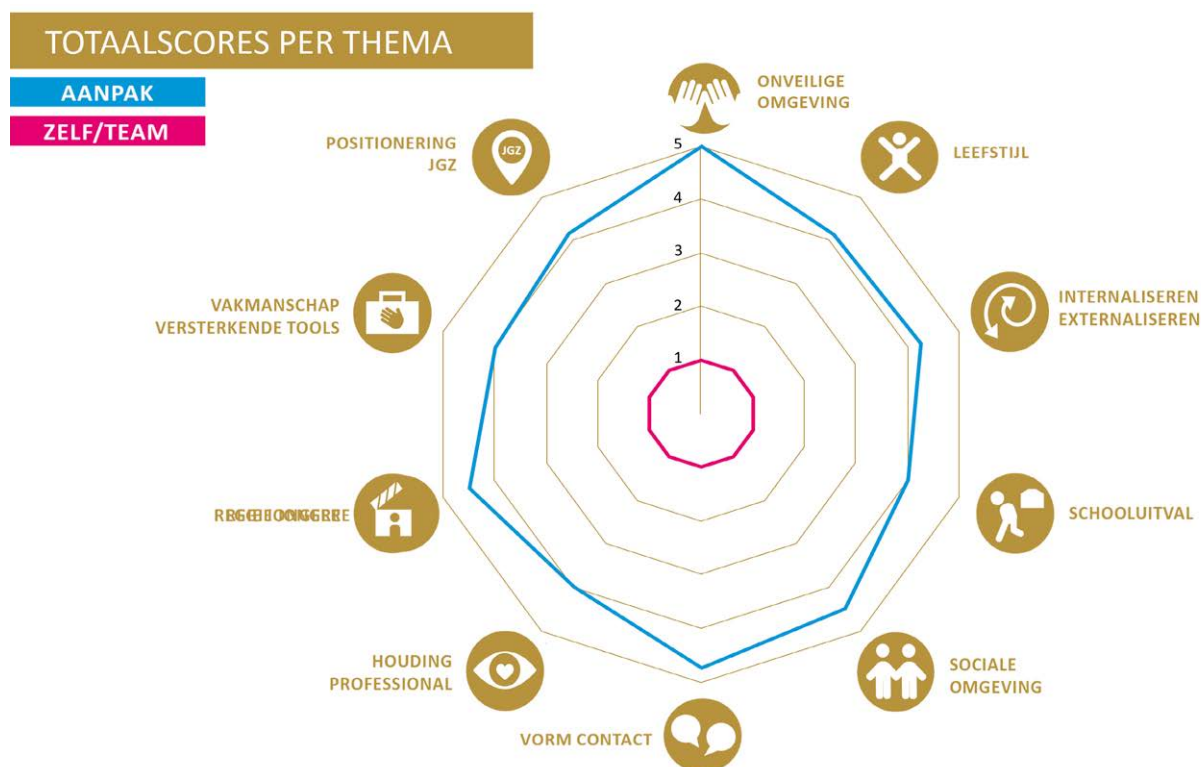 TOTAALSCORES PER THEMA
AANPAK
ZELF/TEAM
ONVEILIGE
OMGEVING
LEEFSTIJL
INTERNALISEREN
EXTERNALISEREN
SCHOOLUITVAL
SOCIALE
OMGEVING
VORM CONTACT
HOUDING
PROFESSIONAL
VAKMANSCHAP
VERSTERKENDE TOOLS
POSITIONERING
JGZ
JGZ
5
4
3
2
1